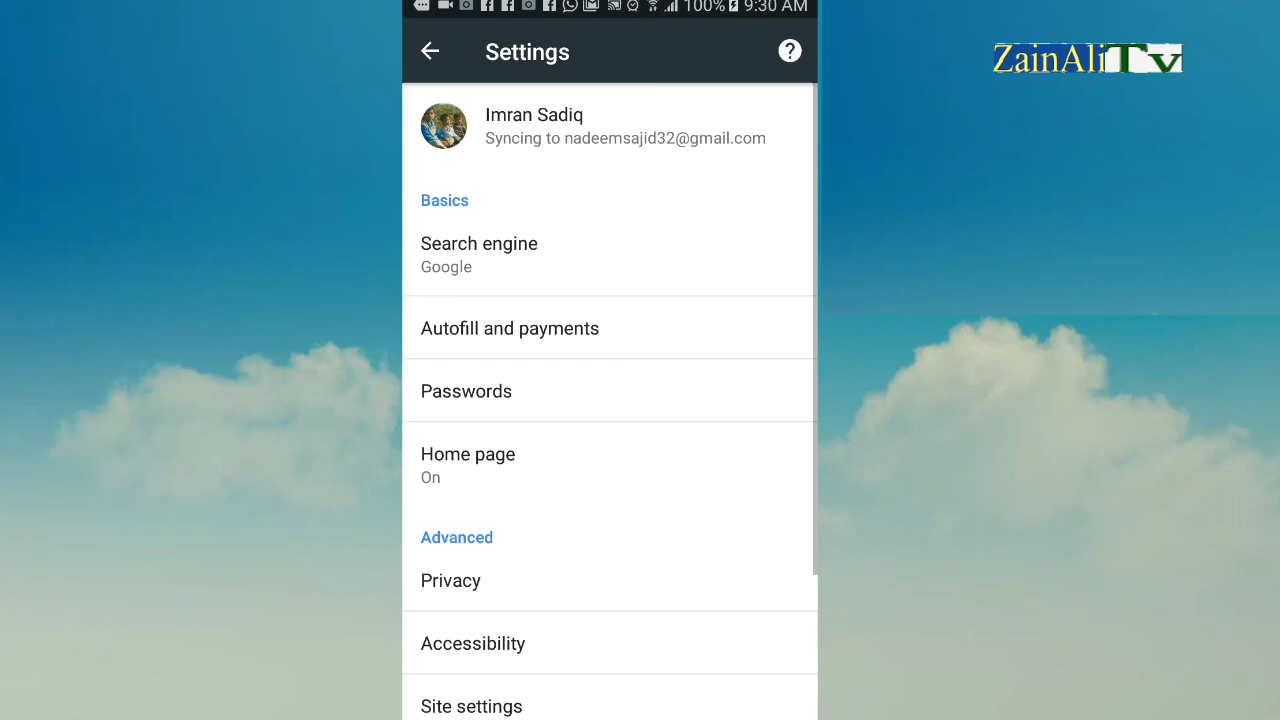 100% 9:30 AM
Settings
ZainAliTv
Imran Sadiq
Syncing to nadeemsajid32@gmail.com
Basics
Search engine
Google
Autofill and payments
Passwords
Home page
On
Advanced
Privacy
Accessibility
Site settings